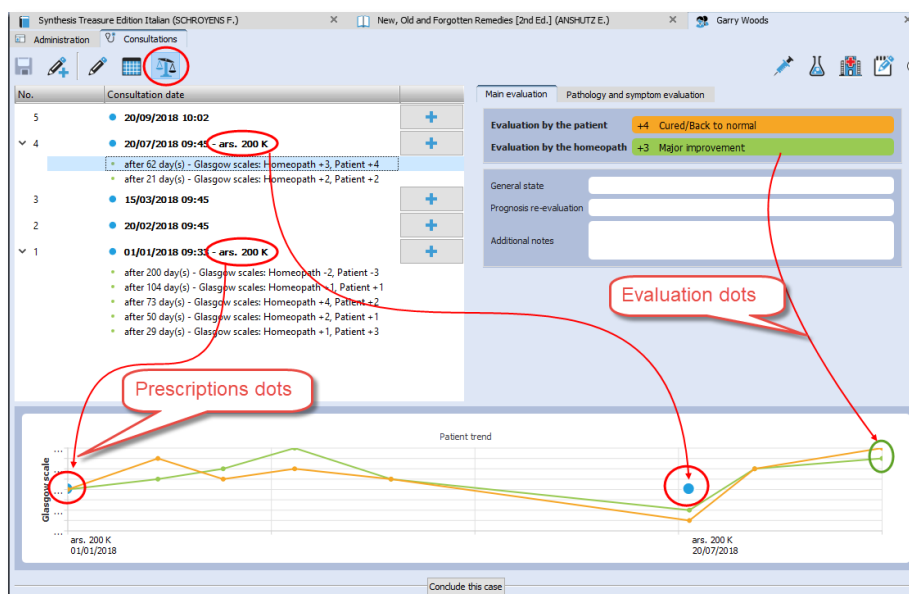 Synthesis Treasure Edition Italian (SCHROYENS F.)
New, Old and Forgotten Remedies [2nd Ed.] (ANSHUTZ E.)
Garry Woods
Administration
Consultations
No.
Consultation date
5 20/09/2018 10:02
4 20/07/2018 09:45 - ars. 200 K
after 62 day(s) - Glasgow scales: Homeopath +3, Patient +4
after 21 day(s) - Glasgow scales: Homeopath +2, Patient +2
3 15/03/2018 09:45
2 20/02/2018 09:45
1 01/01/2018 09:33 - ars. 200 K
after 200 day(s) - Glasgow scales: Homeopath -2, Patient -3
after 104 day(s) - Glasgow scales: Homeopath +1, Patient +1
after 73 day(s) - Glasgow scales: Homeopath +4, Patient +2
after 50 day(s) - Glasgow scales: Homeopath +2, Patient +1
after 29 day(s) - Glasgow scales: Homeopath +1, Patient +3
Main evaluation
Pathology and symptom evaluation
Evaluation by the patient +4 Cured/Back to normal
Evaluation by the homeopath +3 Major improvement
General state
Prognosis re-evaluation
Additional notes
Evaluation dots
Prescriptions dots
Patient trend
Glasgow scale
...
...
...
...
...
ars. 200 K
01/01/2018
ars. 200 K
20/07/2018
Conclude this case